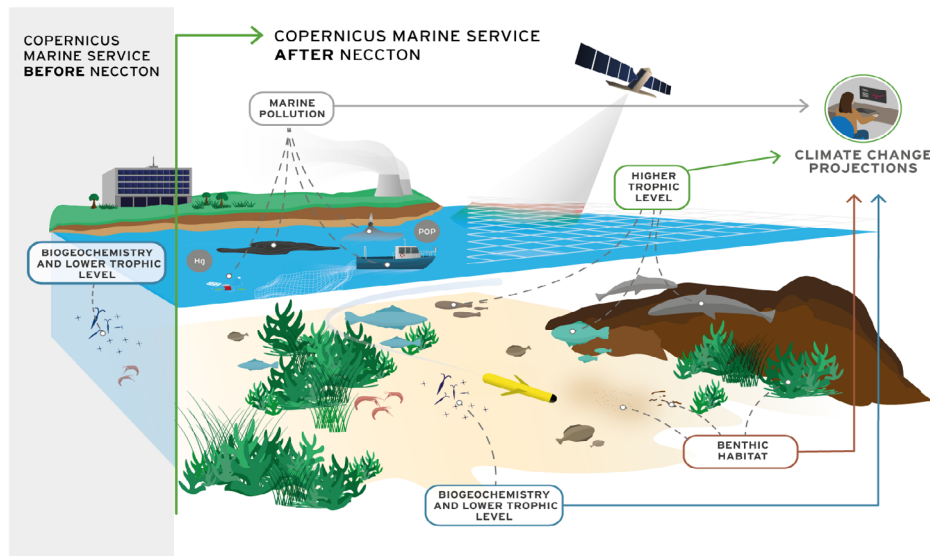 COPERNICUS
MARINE SERVICE
BEFORE NECCTON
COPERNICUS MARINE SERVICE
AFTER NECCTON
MARINE
POLLUTION
CLIMATE CHANGE
PROJECTIONS
HIGHER
TROPHIC
LEVEL
POP
Hg
BIOGEOCHEMISTRY
AND LOWER TROPHIC
LEVEL
BENTHIC
HABITAT
BIOGEOCHEMISTRY
AND LOWER TROPHIC
LEVEL